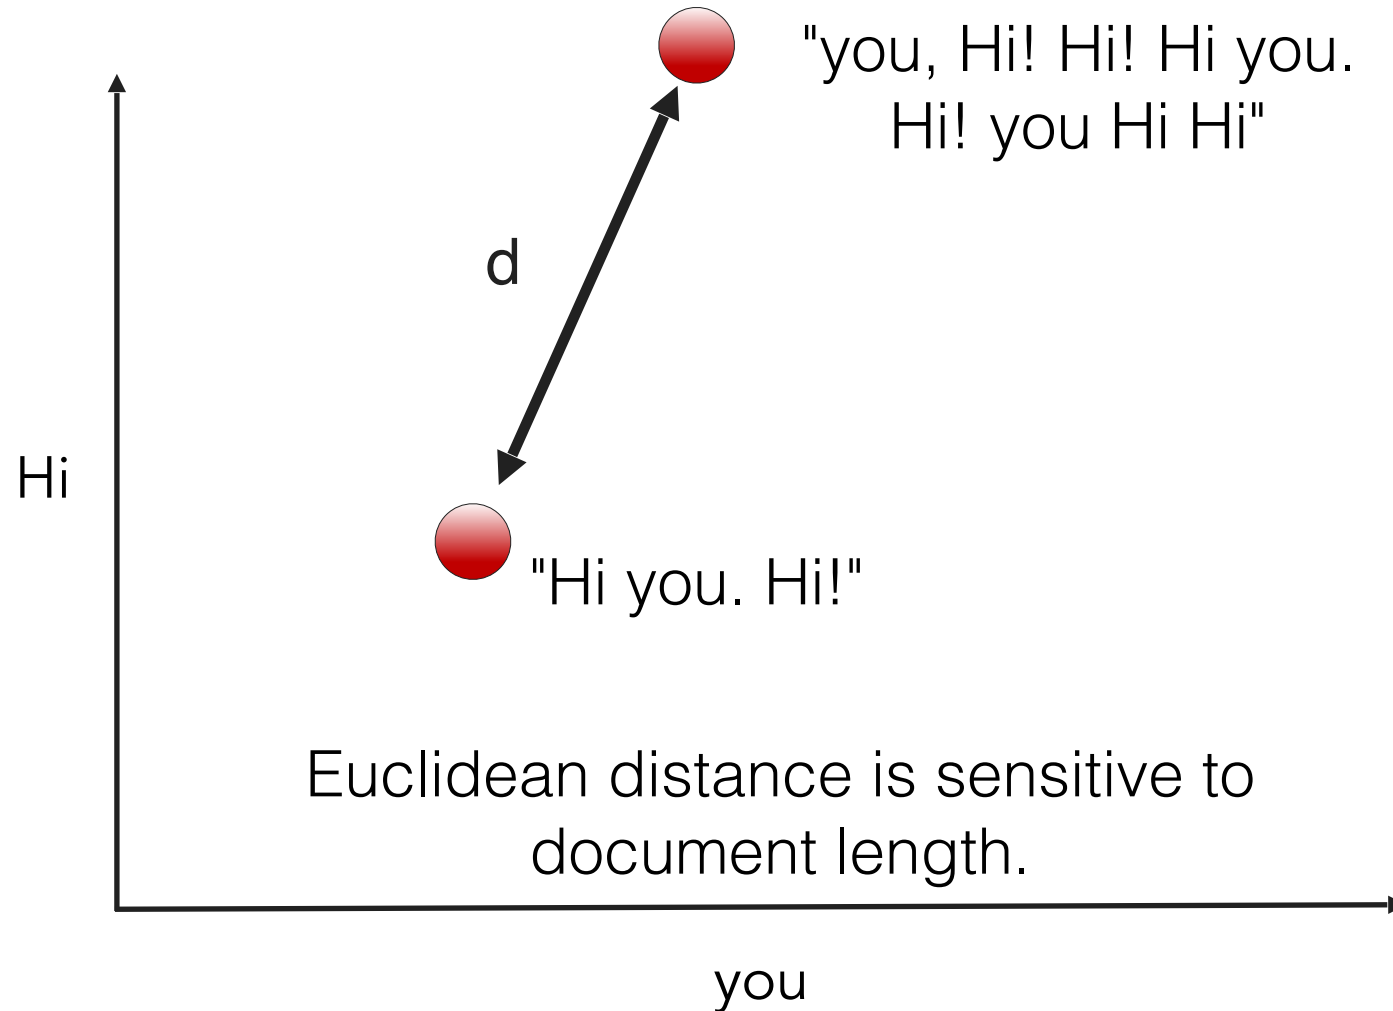 "you, Hi! Hi! Hi you.
Hi! you Hi Hi"
d
Hi
"Hi you. Hi!"
Euclidean distance is sensitive to
document length.
you